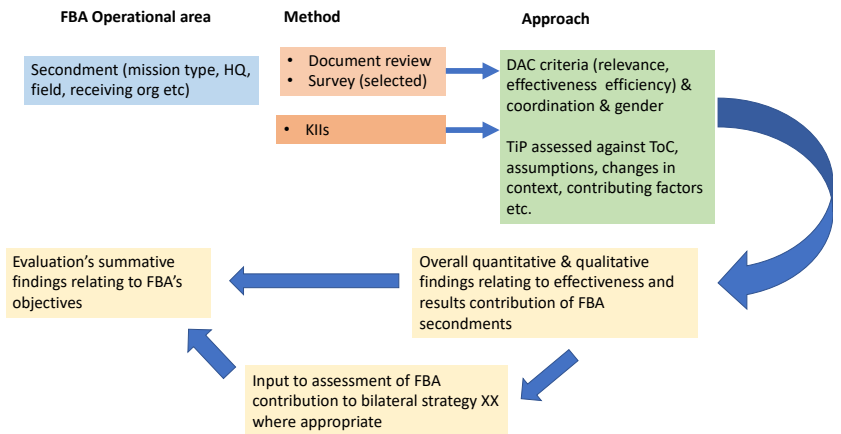 FBA Operational area
Method
Approach
Secondment (mission type, HQ,
field, receiving org etc)
• Document review
• Survey (selected)
• KIIs
DAC criteria (relevance,
effectiveness efficiency) &
coordination & gender
TiP assessed against ToC,
assumptions, changes in
context, contributing factors
etc.
Evaluation's summative
findings relating to FBA's
objectives
Overall quantitative & qualitative
findings relating to effectiveness and
results contribution of FBA
secondments
Input to assessment of FBA
contribution to bilateral strategy XX
where appropriate